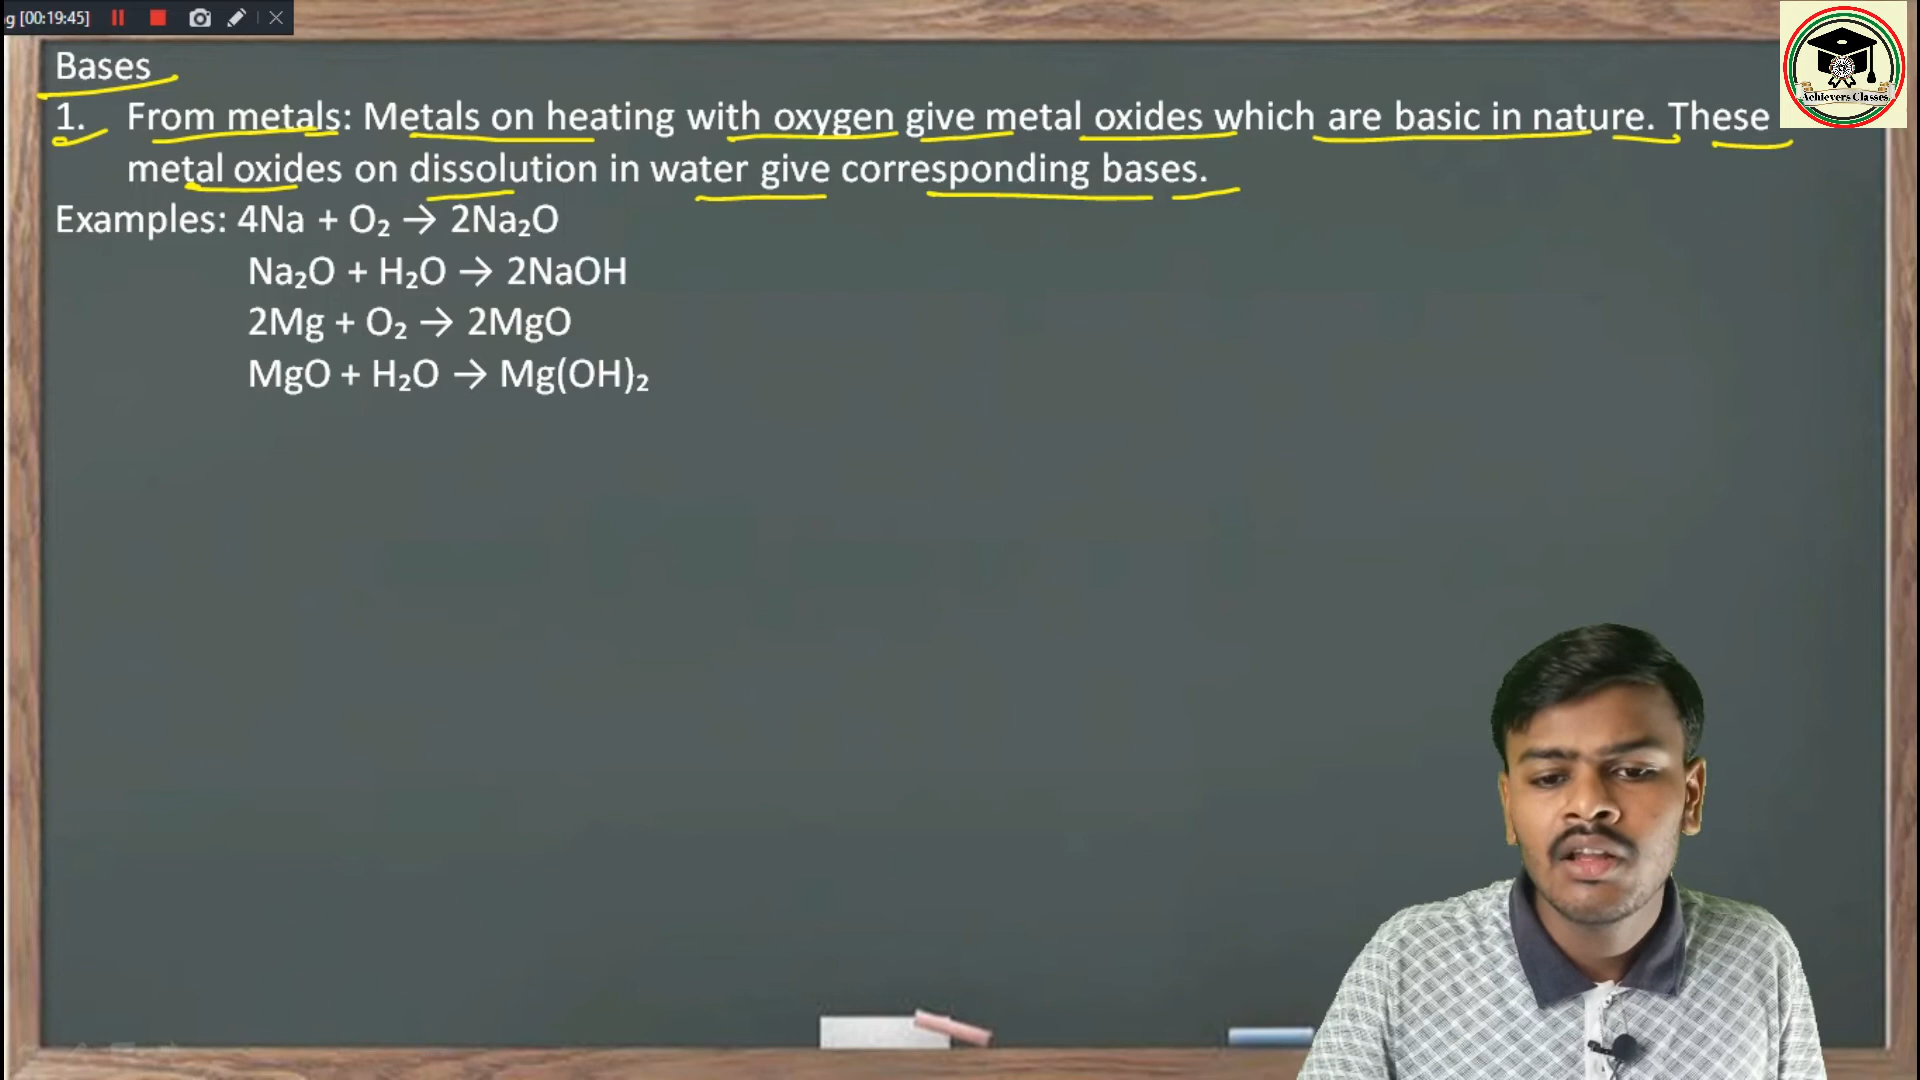 g [00:19:45]
Achievers Classes
Bases
1. From metals: Metals on heating with oxygen give metal oxides which are basic in nature. These
metal oxides on dissolution in water give corresponding bases.
Examples: 4Na + O₂ → 2Na₂O
Na₂O + H₂O → 2NaOH
2Mg + O₂ → 2MgO
MgO + H₂O → Mg(OH)₂